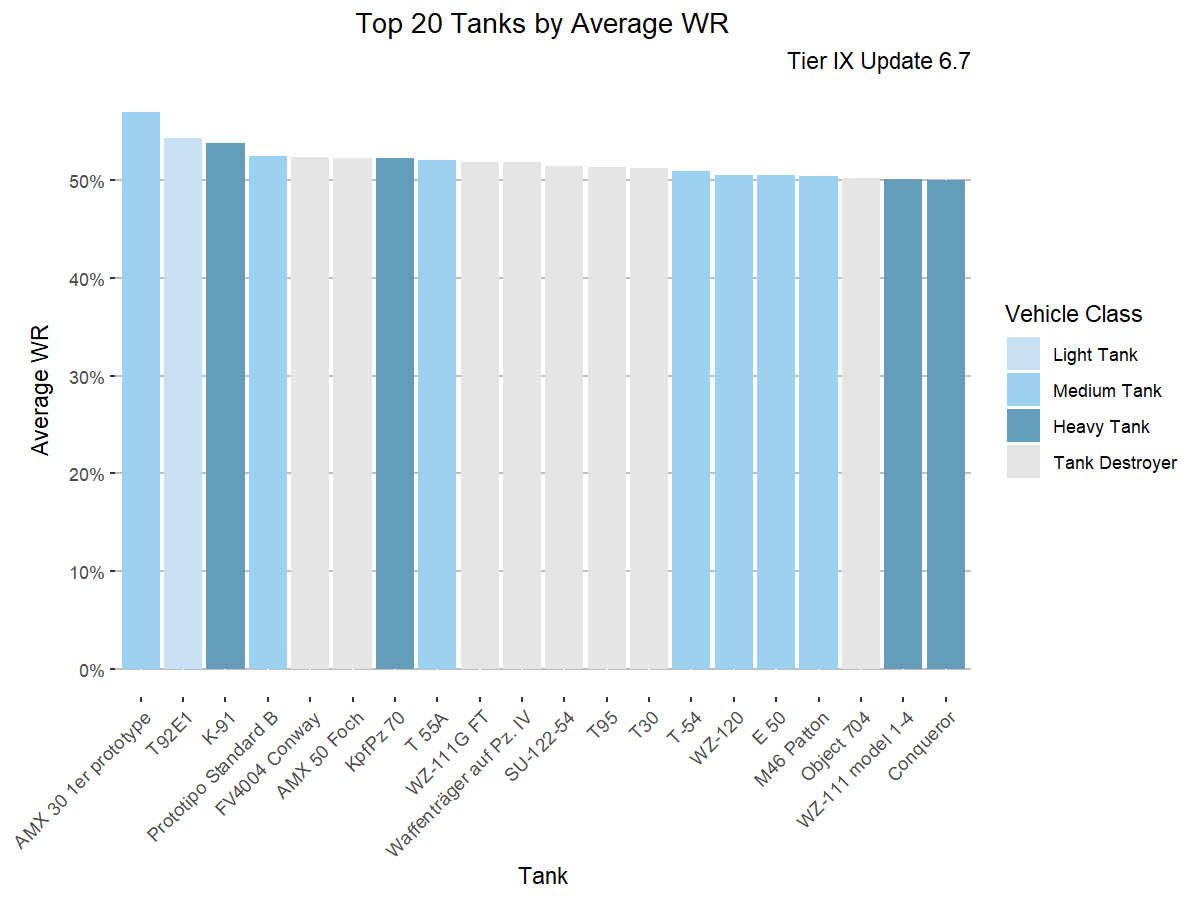 Top 20 Tanks by Average WR
Tier IX Update 6.7
Average WR
50%
40%
30%
20%
10%
0%
AMX 30 1er prototype
T92E1
K-91
Prototipo Standard B
FV4004 Conway
AMX 50 Foch
KpfPz 70
T 55A
WZ-111G FT
Waffenträger auf Pz. IV
SU-122-54
T95
T30
T-54
WZ-120
E 50
M46 Patton
Object 704
WZ-111 model 1-4
Conqueror
Tank
Vehicle Class
Light Tank
Medium Tank
Heavy Tank
Tank Destroyer